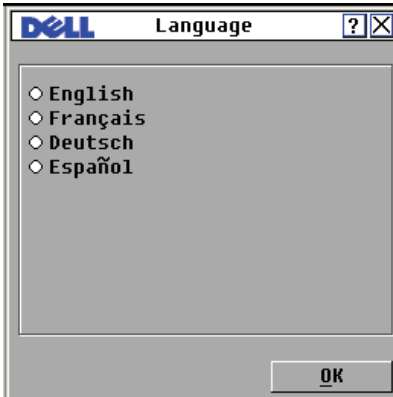 DELL Language ? X
English
Français
Deutsch
Español
OK